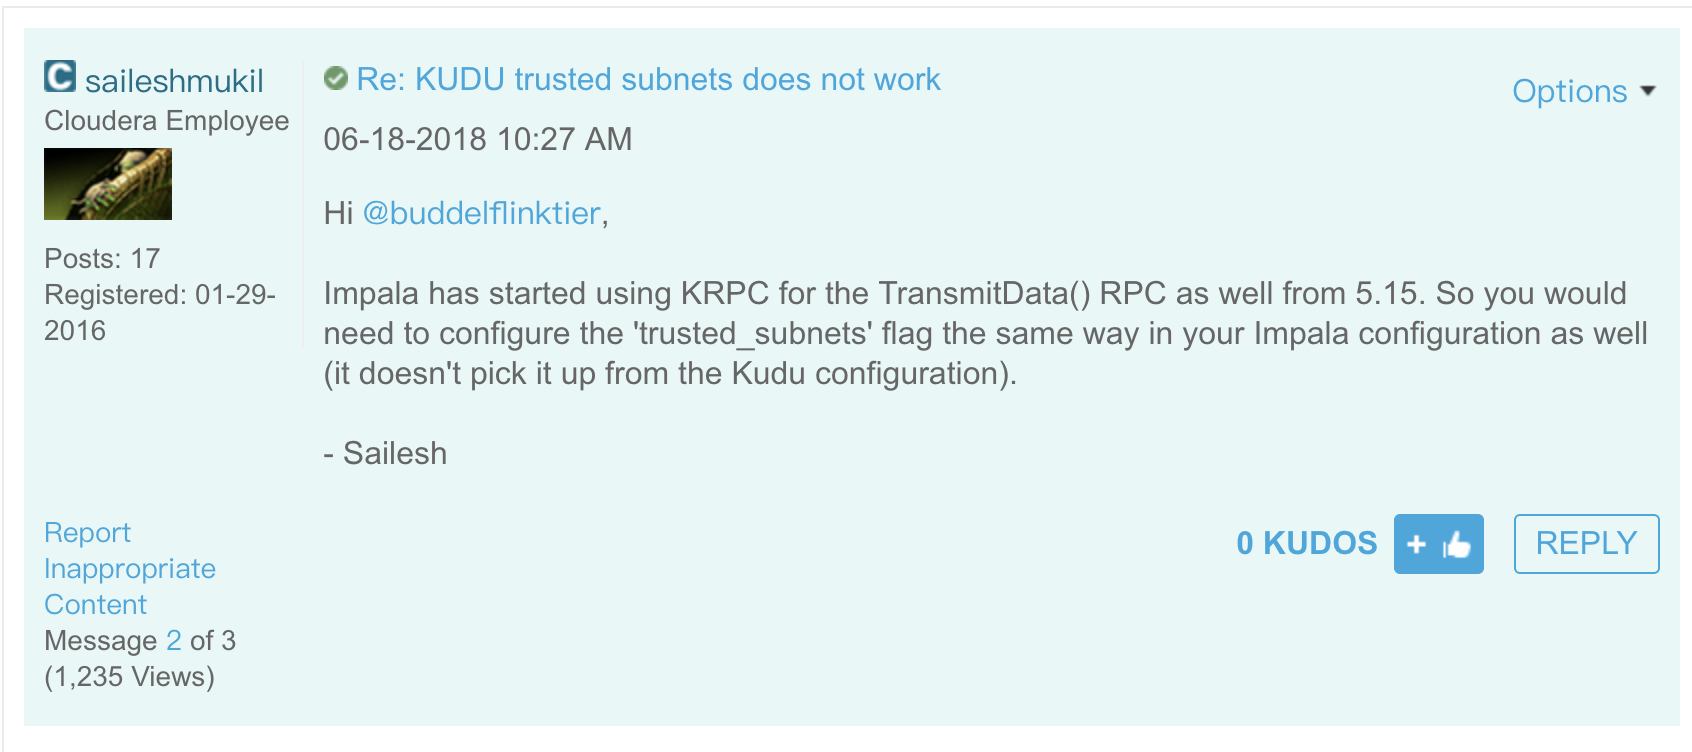 C saileshmukil
Cloudera Employee
Posts: 17
Registered: 01-29-
2016
Re: KUDU trusted subnets does not work
Options
06-18-2018 10:27 AM
Hi @buddelflinktier,
Impala has started using KRPC for the TransmitData() RPC as well from 5.15. So you would
need to configure the 'trusted_subnets' flag the same way in your Impala configuration as well
(it doesn't pick it up from the Kudu configuration).
- Sailesh
Report
Inappropriate
Content
Message 2 of 3
(1,235 Views)
0 KUDOS +
REPLY